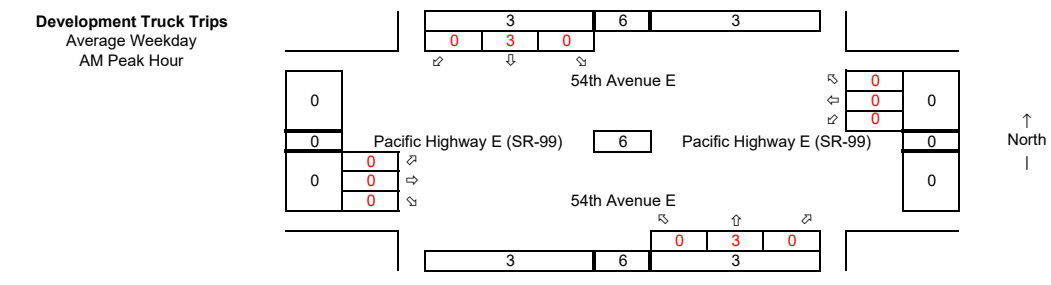 Development Truck Trips
Average Weekday
AM Peak Hour
3 6 3
0 3 0
54th Avenue E
0
0
0
0
0
0
Pacific Highway E (SR-99) 6 Pacific Highway E (SR-99)
0
0
0
0
0
0
0
↑
North
|
54th Avenue E
0 3 0
3 6 3